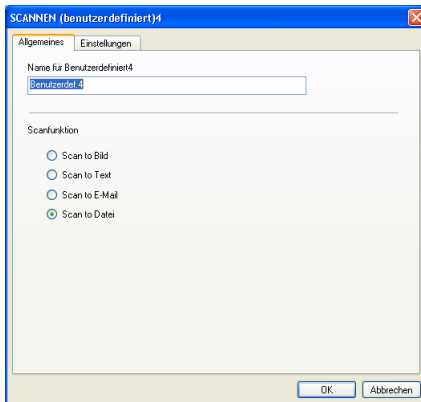 SCANNEN (benutzerdefiniert)4
Allgemeines Einstellungen
Name für Benutzerdefiniert4
Benutzerdef.4
Scanfunktion
Scan to Bild
Scan to Text
Scan to E-Mail
Scan to Datei
OK Abbrechen